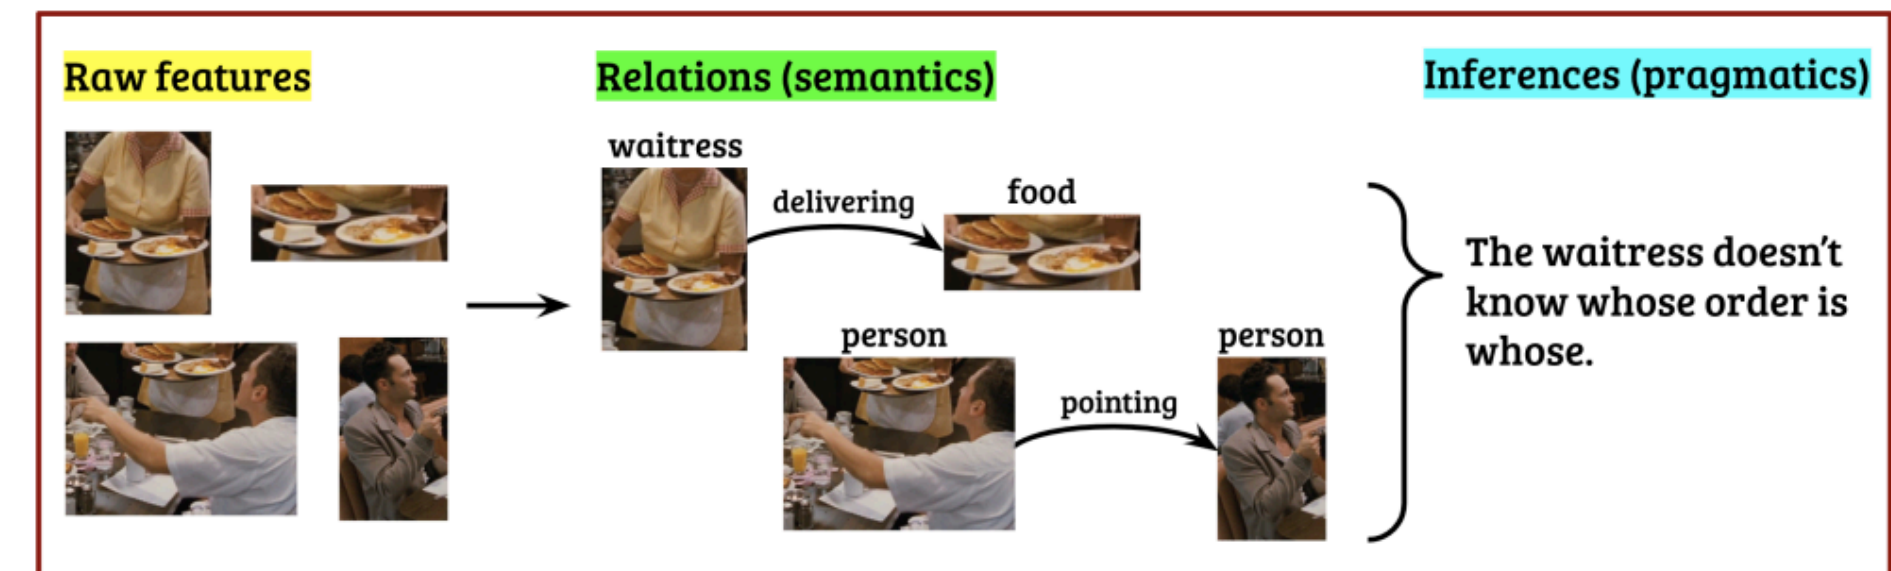 Raw features
Relations (semantics)
Inferences (pragmatics)
waitress
delivering
food
person
pointing
person
The waitress doesn't
know whose order is
whose.